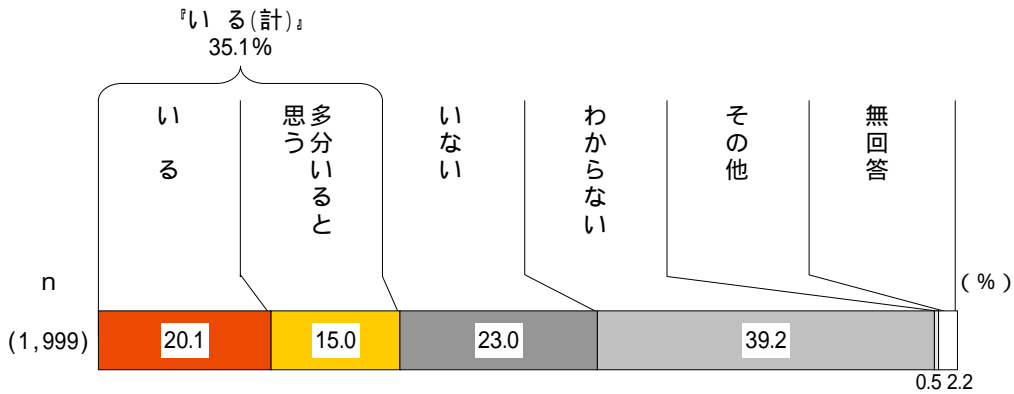 『い る(計)』
35.1%
い る
多分いると
思う
いない
わからない
その他
無回答
n
(%)
(1,999)
20.1
15.0
23.0
39.2
0.5 2.2